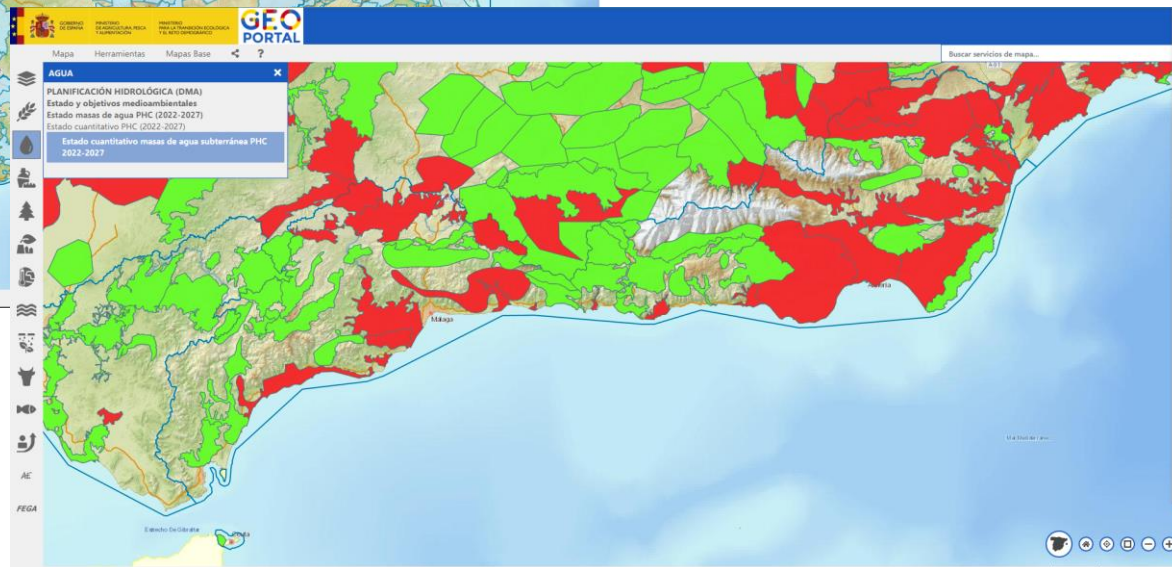 GOBIERNO
DE ESPAÑA
MINISTERIO
DE AGRICULTURA, PESCA
Y ALIMENTACIÓN
MINISTERIO
PARA LA TRANSICIÓN ECOLÓGICA
Y EL RETO DEMOGRÁFICO
GEO
PORTAL
Mapa Herramientas Mapas Base ?
Buscar servicios de mapa...
AGUA
PLANIFICACIÓN HIDROLÓGICA (DMA)
Estado y objetivos medioambientales
Estado masas de agua PHC (2022-2027)
Estado cuantitativo PHC (2022-2027)
Estado cuantitativo masas de agua subterránea PHC
2022-2027
Málaga
AE
FEGA